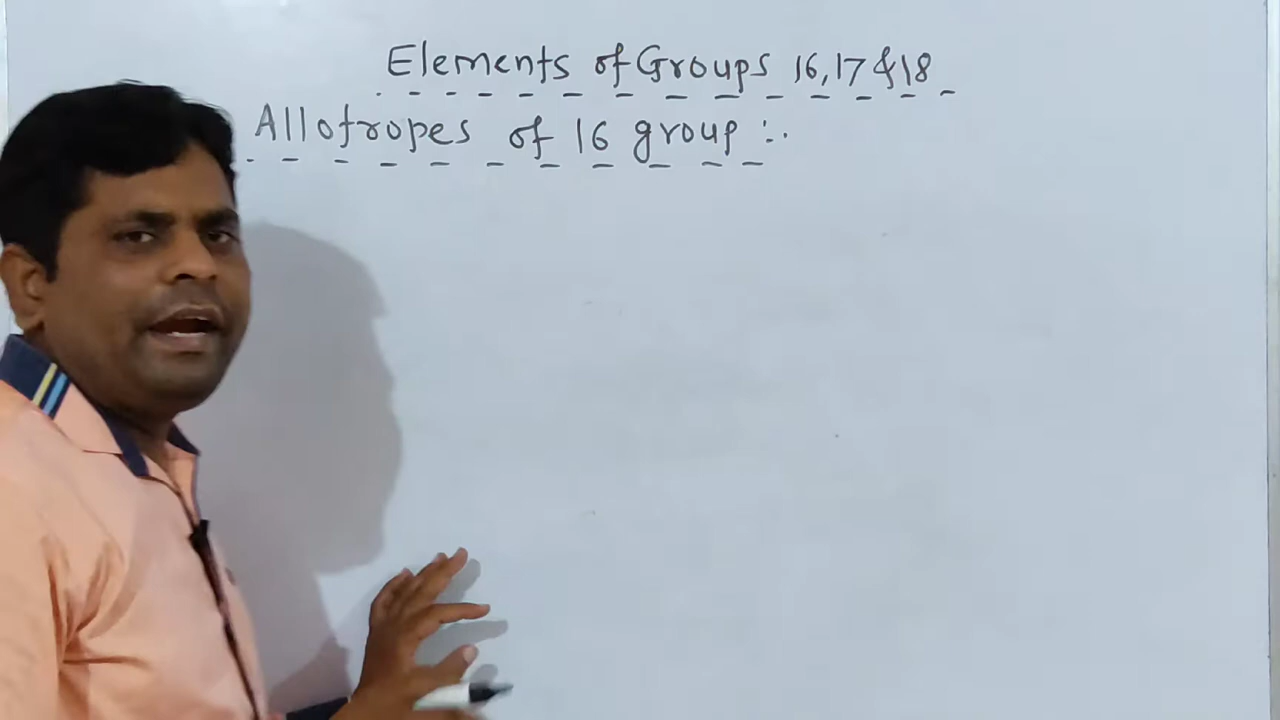 Elements of Groups 16,17 & 18
Allotropes of 16 group :.